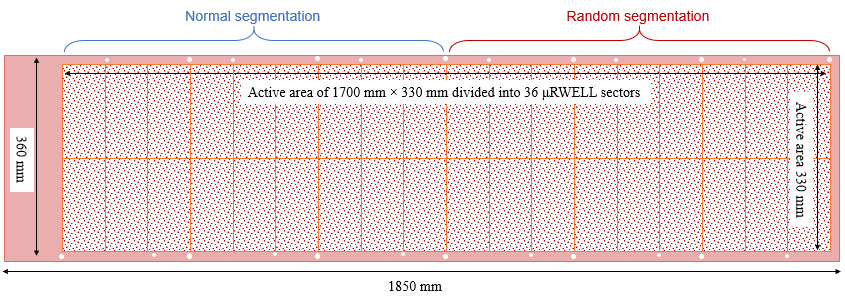 Normal segmentation
Random segmentation
Active area of 1700 mm × 330 mm divided into 36 μRWELL sectors
360 mm
Active area 330 mm
1850 mm